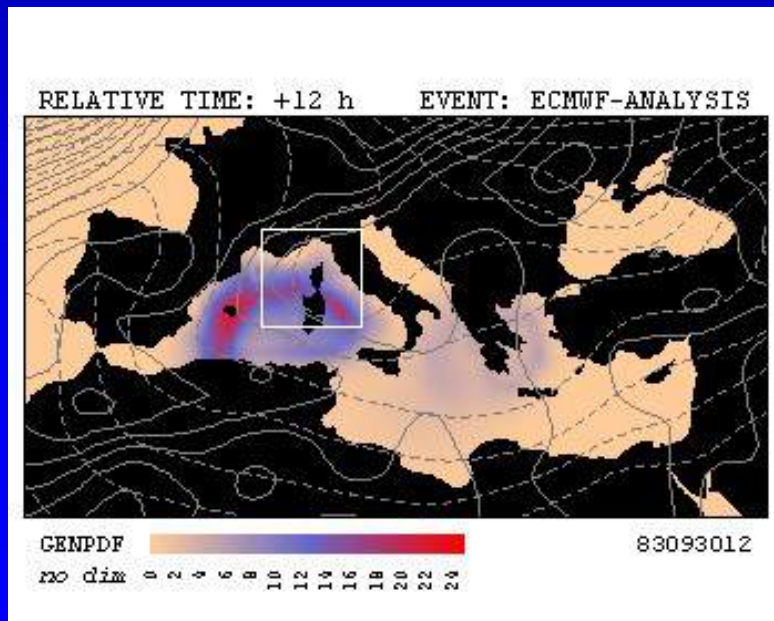 RELATIVE TIME: +12 h EVENT: ECMWF-ANALYSIS
GENPDF 83093012
no dim 0 2 4 6 8 10 12 14 16 18 20 22 24